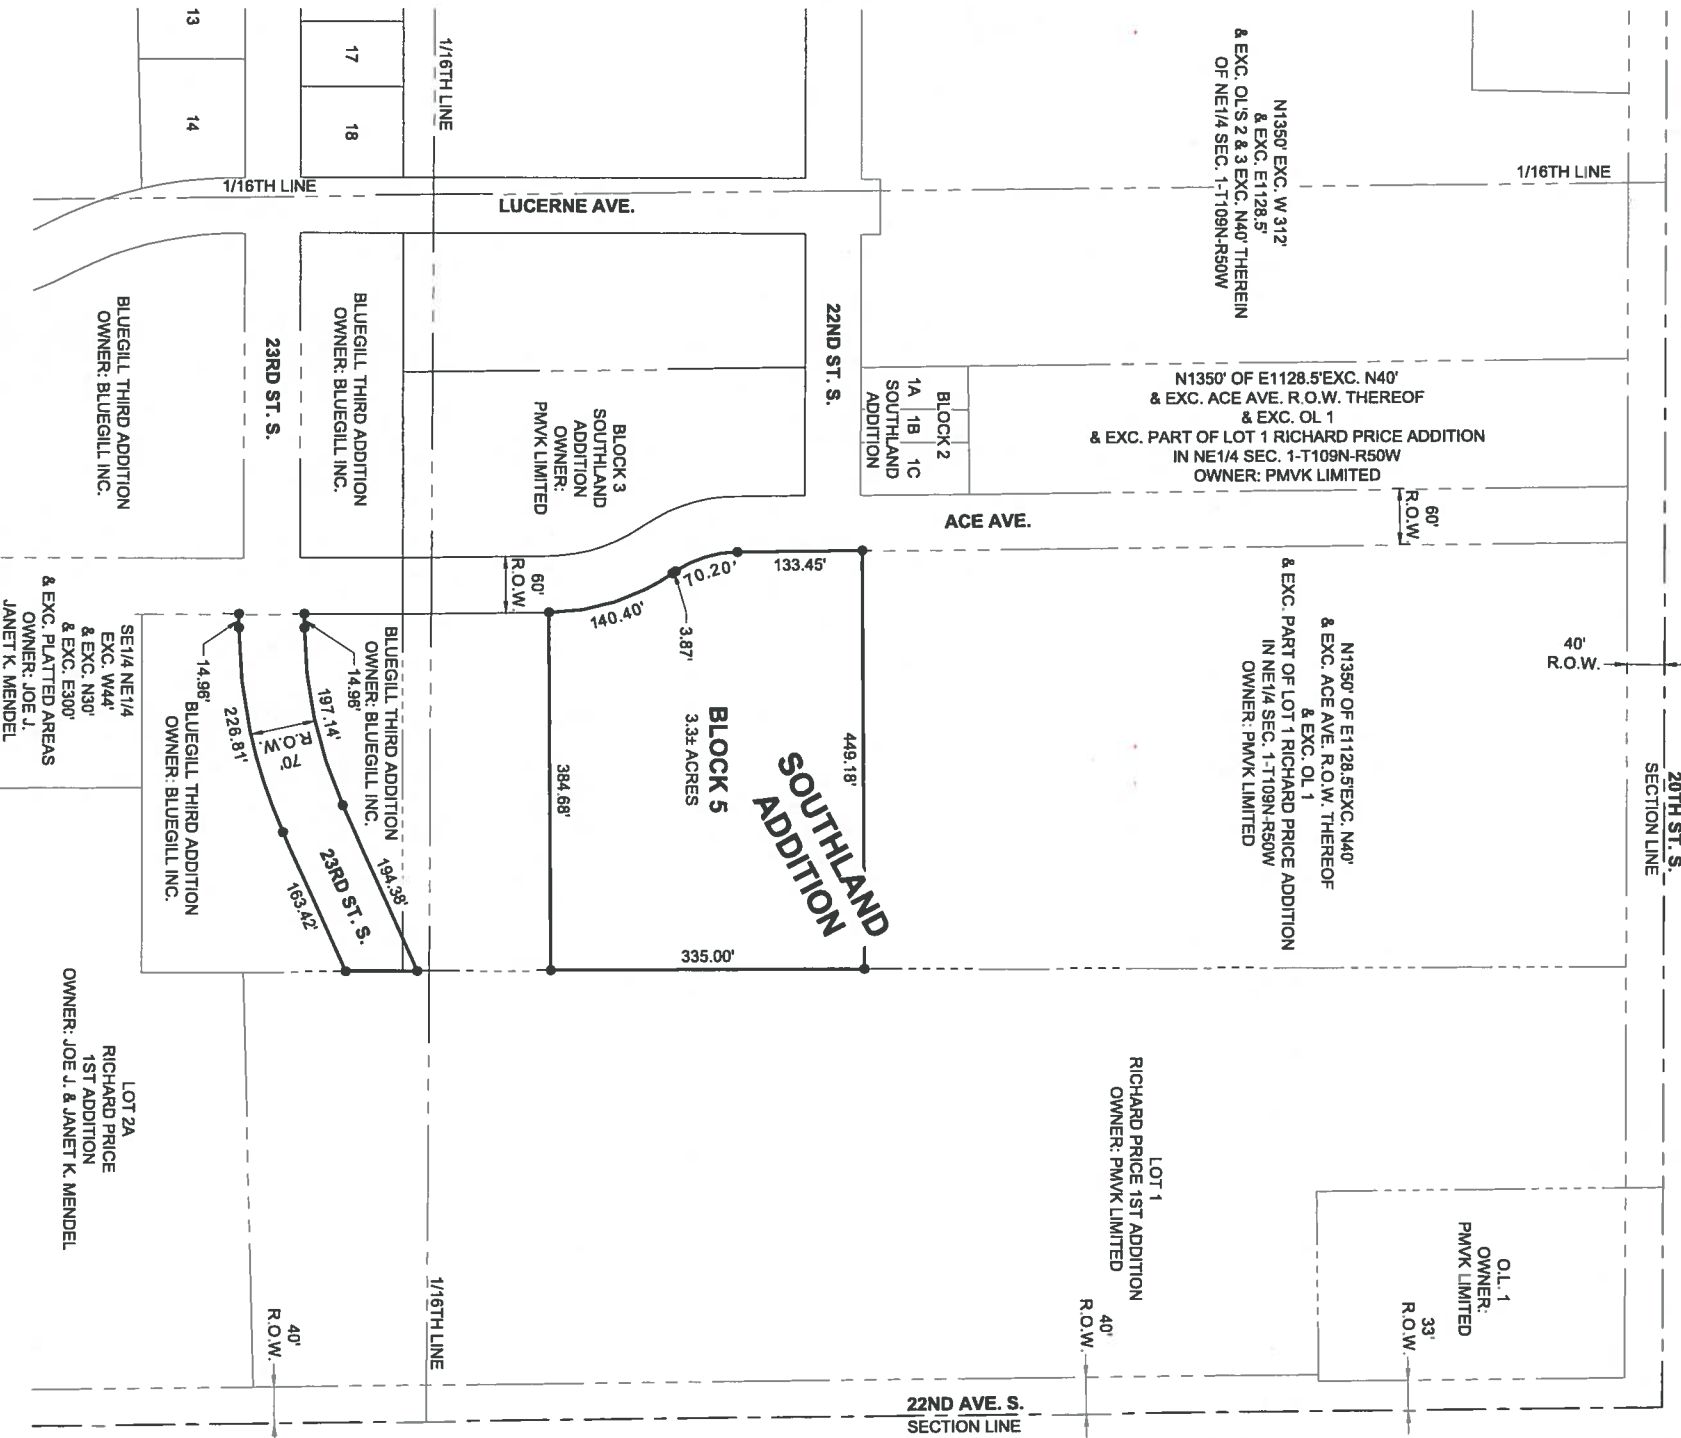 13
14
17
18
1/16TH LINE
1/16TH LINE
LUCERNE AVE.
N1350' EXC. W 312'
& EXC. E1128.5'
& EXC. OL'S 2 & 3 EXC. N40' THEREIN
OF NE1/4 SEC. 1-T109N-R50W
1/16TH LINE
BLUEGILL THIRD ADDITION
OWNER: BLUEGILL INC.
23RD ST. S.
BLUEGILL THIRD ADDITION
OWNER: BLUEGILL INC.
BLOCK 3
SOUTHLAND
ADDITION
OWNER:
PMVK LIMITED
22ND ST. S.
BLOCK 2
1A 1B 1C
SOUTHLAND
ADDITION
N1350' OF E1128.5'EXC. N40'
& EXC. ACE AVE. R.O.W. THEREOF
& EXC. OL 1
& EXC. PART OF LOT 1 RICHARD PRICE ADDITION
IN NE1/4 SEC. 1-T109N-R50W
OWNER: PMVK LIMITED
60'
R.O.W.
ACE AVE.
60'
R.O.W.
133.45'
70.20'
3.87'
140.40'
449.18'
335.00'
384.68'
BLOCK 5
3.3± ACRES
SOUTHLAND
ADDITION
N1350' OF E1128.5'EXC. N40'
& EXC. ACE AVE. R.O.W. THEREOF
& EXC. OL 1
& EXC. PART OF LOT 1 RICHARD PRICE ADDITION
IN NE1/4 SEC. 1-T109N-R50W
OWNER: PMVK LIMITED
40'
R.O.W.
20TH ST. S.
SECTION LINE
SE1/4 NE1/4
EXC. W44'
& EXC. N30'
& EXC. E300'
& EXC. PLATTED AREAS
OWNER: JOE J.
JANET K. MENDEL
14.96'
14.96'
BLUEGILL THIRD ADDITION
OWNER: BLUEGILL INC.
BLUEGILL THIRD ADDITION
OWNER: BLUEGILL INC.
197.14'
226.81'
70'
R.O.W.
194.38'
163.42'
23RD ST. S.
LOT 2A
RICHARD PRICE
1ST ADDITION
OWNER: JOE J. & JANET K. MENDEL
LOT 1
RICHARD PRICE 1ST ADDITION
OWNER: PMVK LIMITED
O.L. 1
OWNER:
PMVK LIMITED
33'
R.O.W.
40'
R.O.W.
40'
R.O.W.
1/16TH LINE
22ND AVE. S.
SECTION LINE